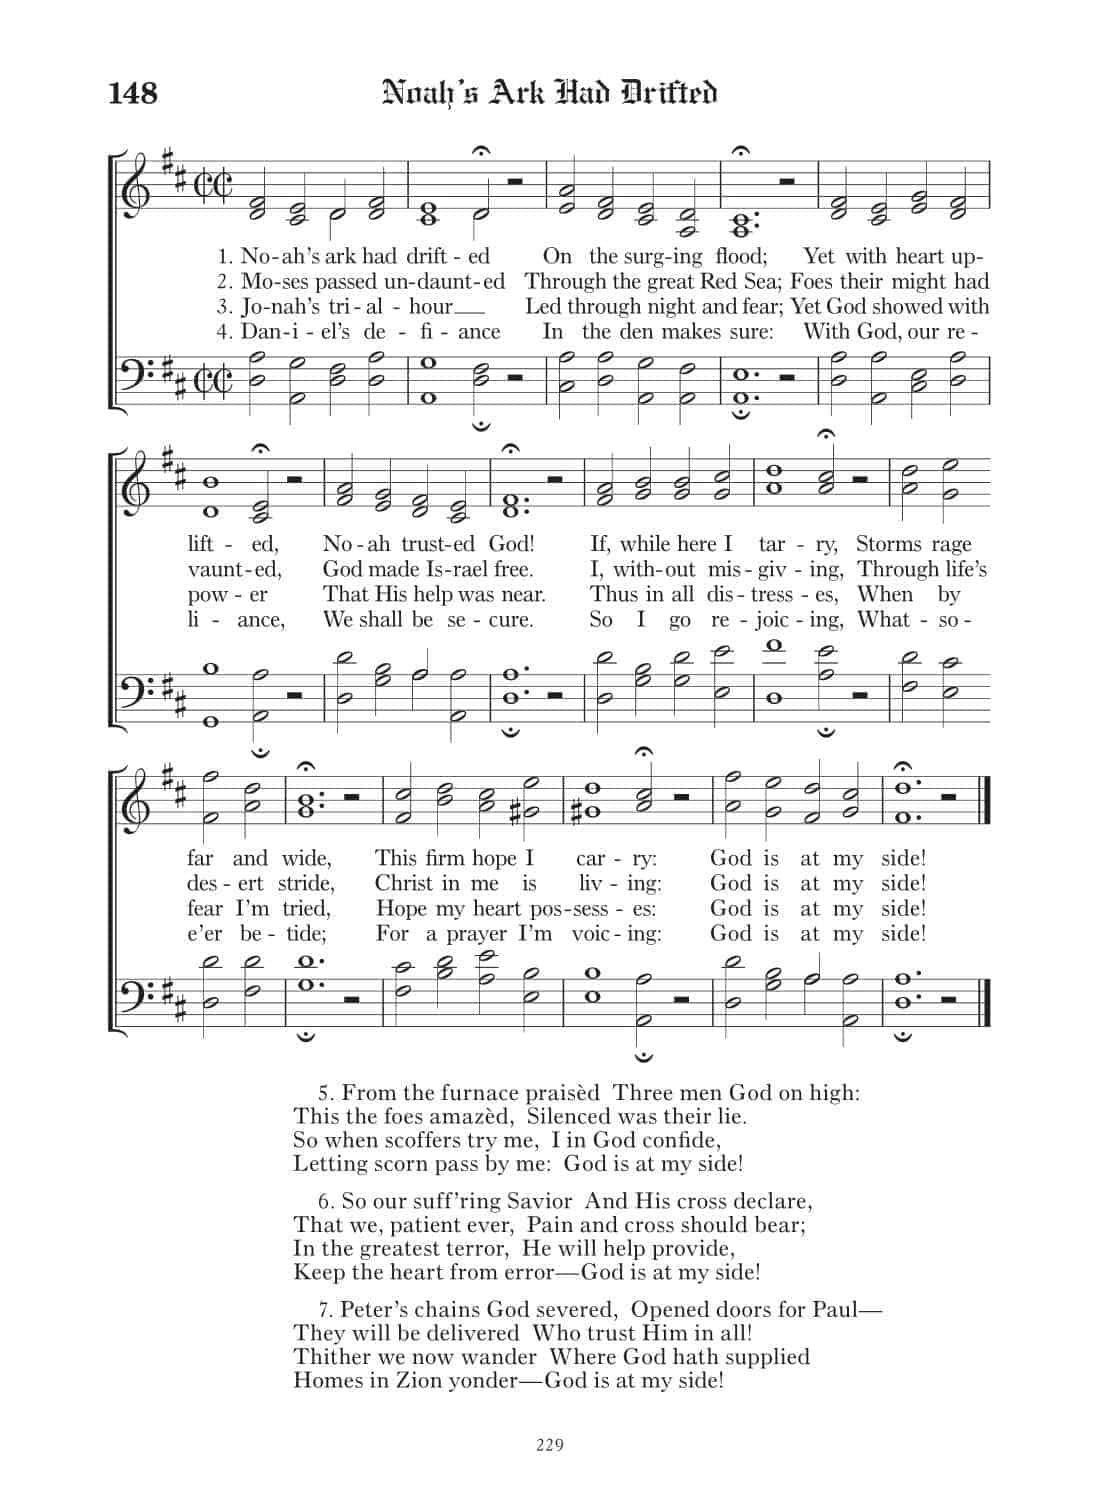 148 Noah's Ark Had Drifted
1. No-ah's ark had drift - ed On the surg-ing flood; Yet with heart up-
2. Mo-ses passed un-daunt-ed Through the great Red Sea; Foes their might had
3. Jo-nah's tri - al - hour Led through night and fear; Yet God showed with
4. Dan-i - el's de - fi - ance In the den makes sure: With God, our re -
lift - ed, No - ah trust-ed God! If, while here I tar - ry, Storms rage
vaunt-ed, God made Is-rael free. I, with-out mis - giv - ing, Through life's
pow - er That His help was near. Thus in all dis - tress - es, When by
li - ance, We shall be se - cure. So I go re - joic - ing, What - so -
far and wide, This firm hope I car - ry: God is at my side!
des - ert stride, Christ in me is liv - ing: God is at my side!
fear I'm tried, Hope my heart pos-sess - es: God is at my side!
e'er be - tide; For a prayer I'm voic - ing: God is at my side!
5. From the furnace praisèd Three men God on high:
This the foes amazèd, Silenced was their lie.
So when scoffers try me, I in God confide,
Letting scorn pass by me: God is at my side!
6. So our suff'ring Savior And His cross declare,
That we, patient ever, Pain and cross should bear;
In the greatest terror, He will help provide,
Keep the heart from error—God is at my side!
7. Peter's chains God severed, Opened doors for Paul—
They will be delivered Who trust Him in all!
Thither we now wander Where God hath supplied
Homes in Zion yonder—God is at my side!
229